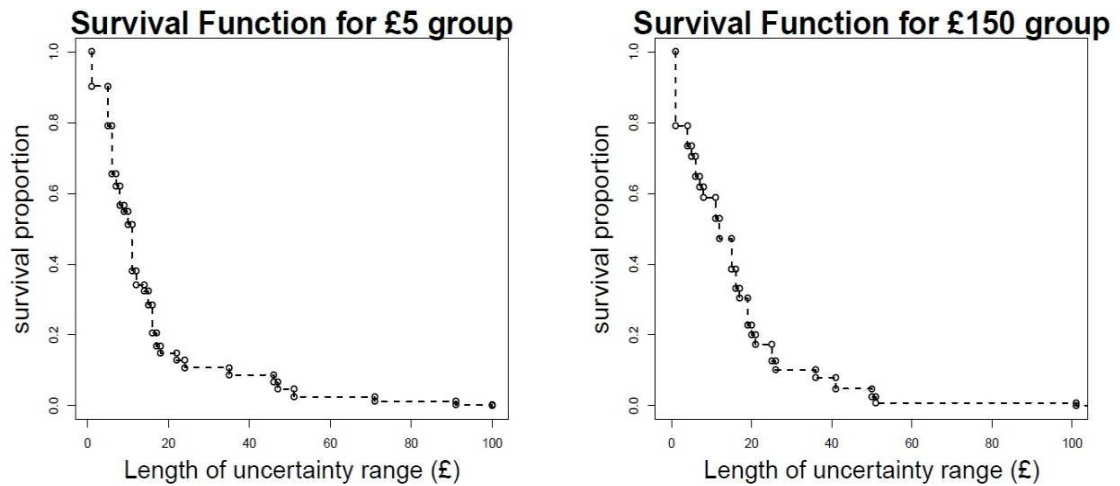 Survival Function for £5 group
survival proportion
1.0
0.8
0.6
0.4
0.2
0.0
0 20 40 60 80 100
Length of uncertainty range (£)
Survival Function for £150 group
survival proportion
1.0
0.8
0.6
0.4
0.2
0.0
0 20 40 60 80 100
Length of uncertainty range (£)